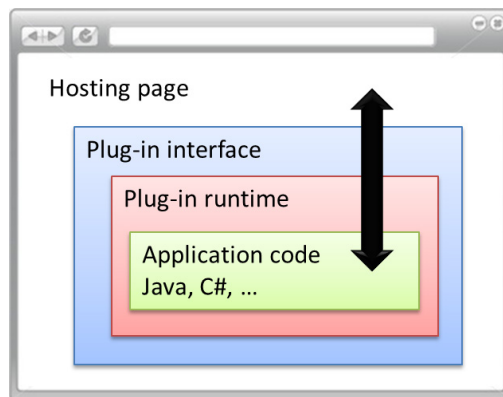 Hosting page
Plug-in interface
Plug-in runtime
Application code
Java, C#, ...